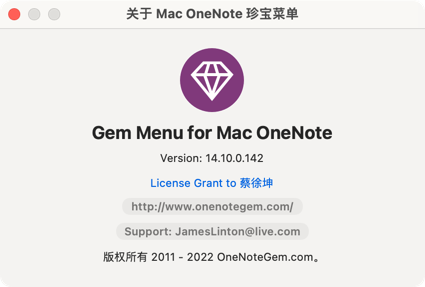 关于 Mac OneNote 珍宝菜单
Gem Menu for Mac OneNote
Version: 14.10.0.142
License Grant to 蔡徐坤
http://www.onenotegem.com/
Support: JamesLinton@live.com
版权所有 2011 - 2022 OneNoteGem.com。